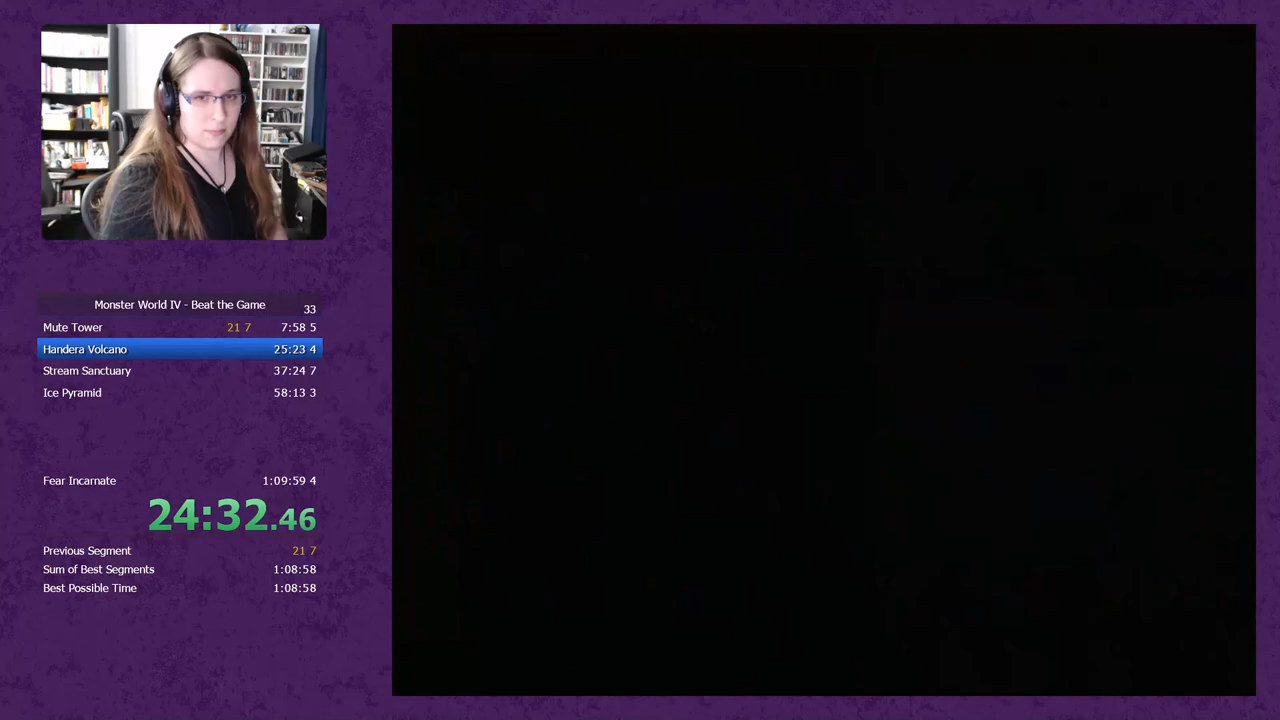 Monster World IV - Beat the Game
33
Mute Tower 21 7 7:58 5
Handera Volcano 25:23 4
Stream Sanctuary 37:24 7
Ice Pyramid 58:13 3
Fear Incarnate 1:09:59 4
24:32.46
Previous Segment 21 7
Sum of Best Segments 1:08:58
Best Possible Time 1:08:58